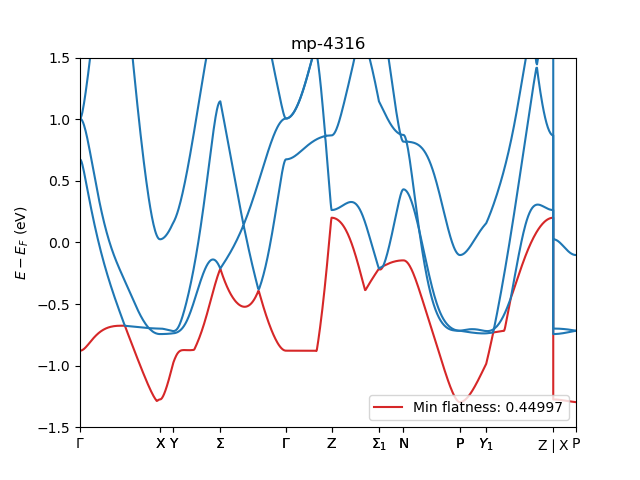 mp-4316
E − E_F (eV)
1.5
1.0
0.5
0.0
−0.5
−1.0
−1.5
Min flatness: 0.44997
Γ X Y Σ Γ Z Σ₁ N P Y₁ Z | X P